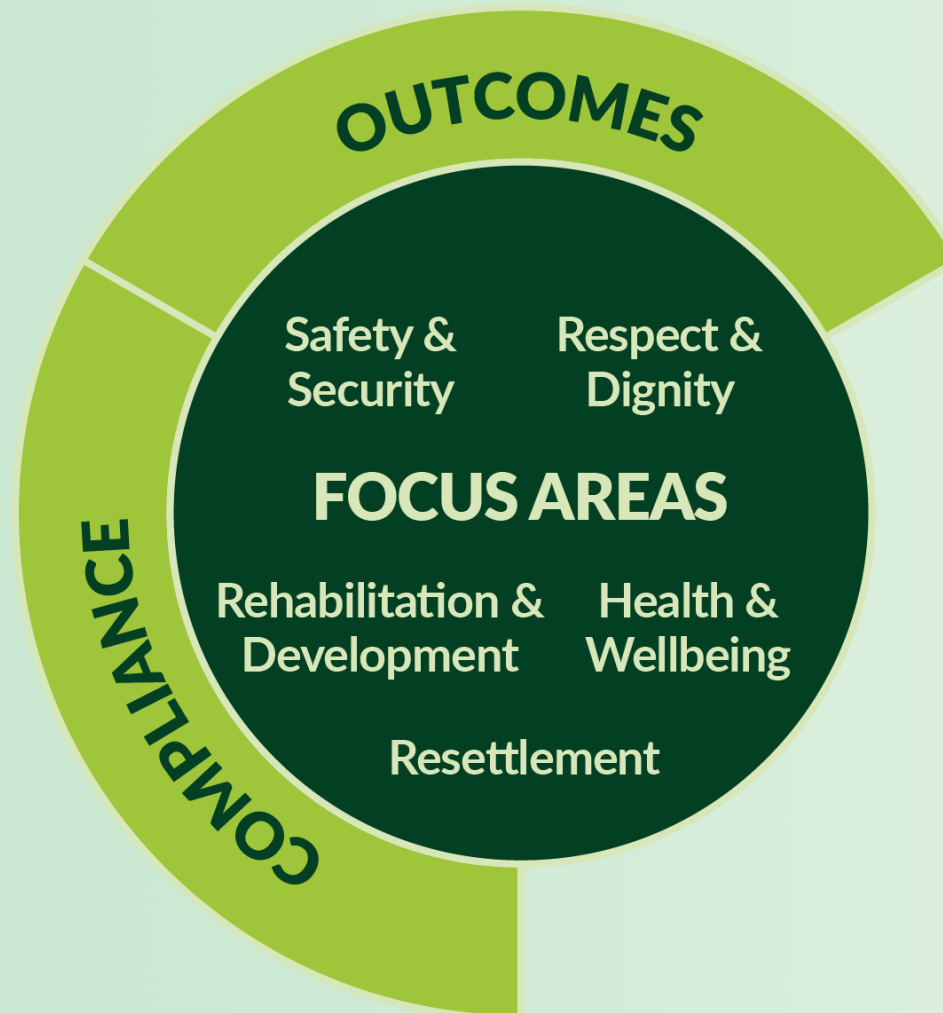 OUTCOMES
Safety &
Security
Respect &
Dignity
FOCUS AREAS
Rehabilitation &
Development
Health &
Wellbeing
Resettlement
COMPLIANCE